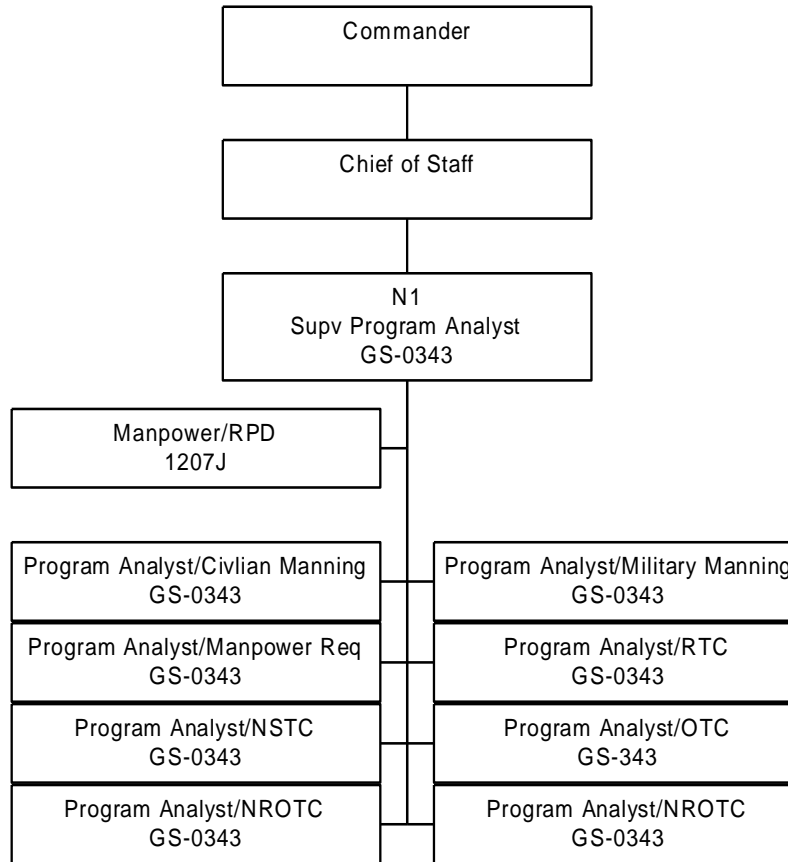 Commander
Chief of Staff
N1
Supv Program Analyst
GS-0343
Manpower/RPD
1207J
Program Analyst/Civlian Manning
GS-0343
Program Analyst/Military Manning
GS-0343
Program Analyst/Manpower Req
GS-0343
Program Analyst/RTC
GS-0343
Program Analyst/NSTC
GS-0343
Program Analyst/OTC
GS-343
Program Analyst/NROTC
GS-0343
Program Analyst/NROTC
GS-0343